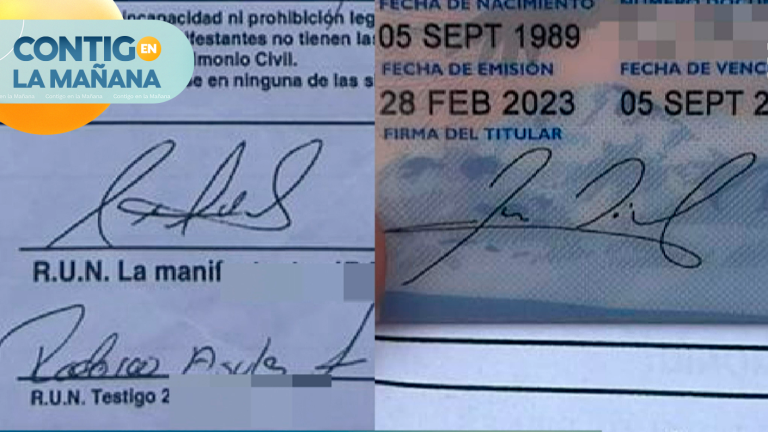 CONTIGO EN
LA MAÑANA
incapacidad ni prohibición leg
ifestantes no tienen la
imonio Civil.
e en ninguna de las s
R.U.N. La manif
Rodrigo
R.U.N. Testigo 2
FECHA DE NACIMIENTO
05 SEPT 1989
FECHA DE EMISIÓN
FECHA DE VENC
28 FEB 2023
05 SEPT 2
FIRMA DEL TITULAR